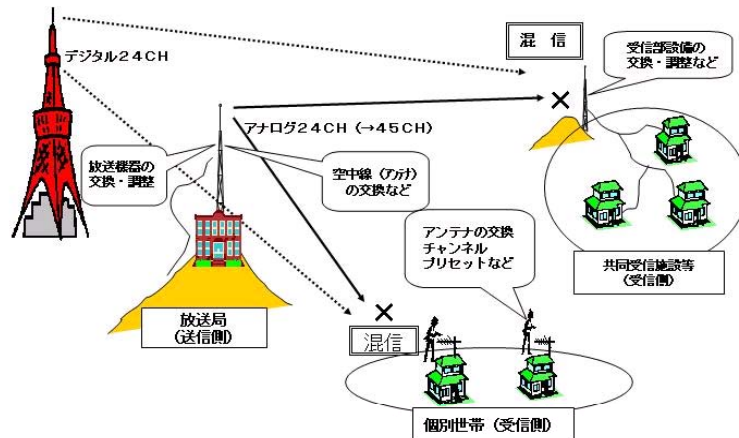 混信
デジタル24CH
受信部設備の
交換・調整など
アナログ24CH（→45CH）
放送機器の
交換・調整
空中線（アンテナ）
の交換など
アンテナの交換
チャンネル
プリセットなど
共同受信施設等
（受信側）
放送局
（送信側）
混信
個別世帯（受信側）